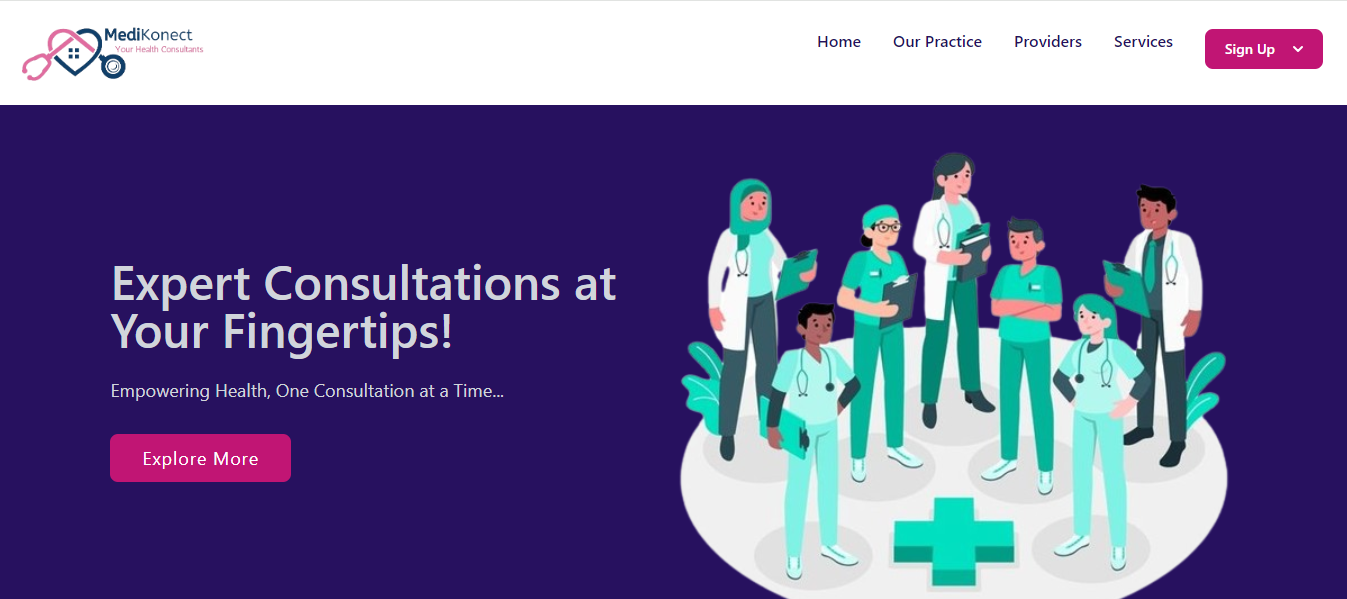 MediKonect
Your Health Consultants
Home
Our Practice
Providers
Services
Sign Up
Expert Consultations at
Your Fingertips!
Empowering Health, One Consultation at a Time...
Explore More